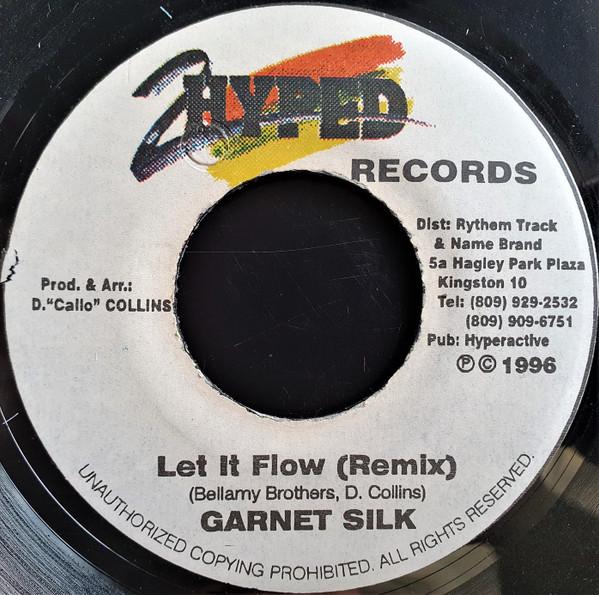 2 HYPED
RECORDS
Dist: Rythem Track
& Name Brand
5a Hagley Park Plaza
Kingston 10
Tel: (809) 929-2532
(809) 909-6751
Pub: Hyperactive
℗ © 1996
Prod. & Arr.:
D."Callo" COLLINS
Let It Flow (Remix)
(Bellamy Brothers, D. Collins)
GARNET SILK
UNAUTHORIZED COPYING PROHIBITED. ALL RIGHTS RESERVED.